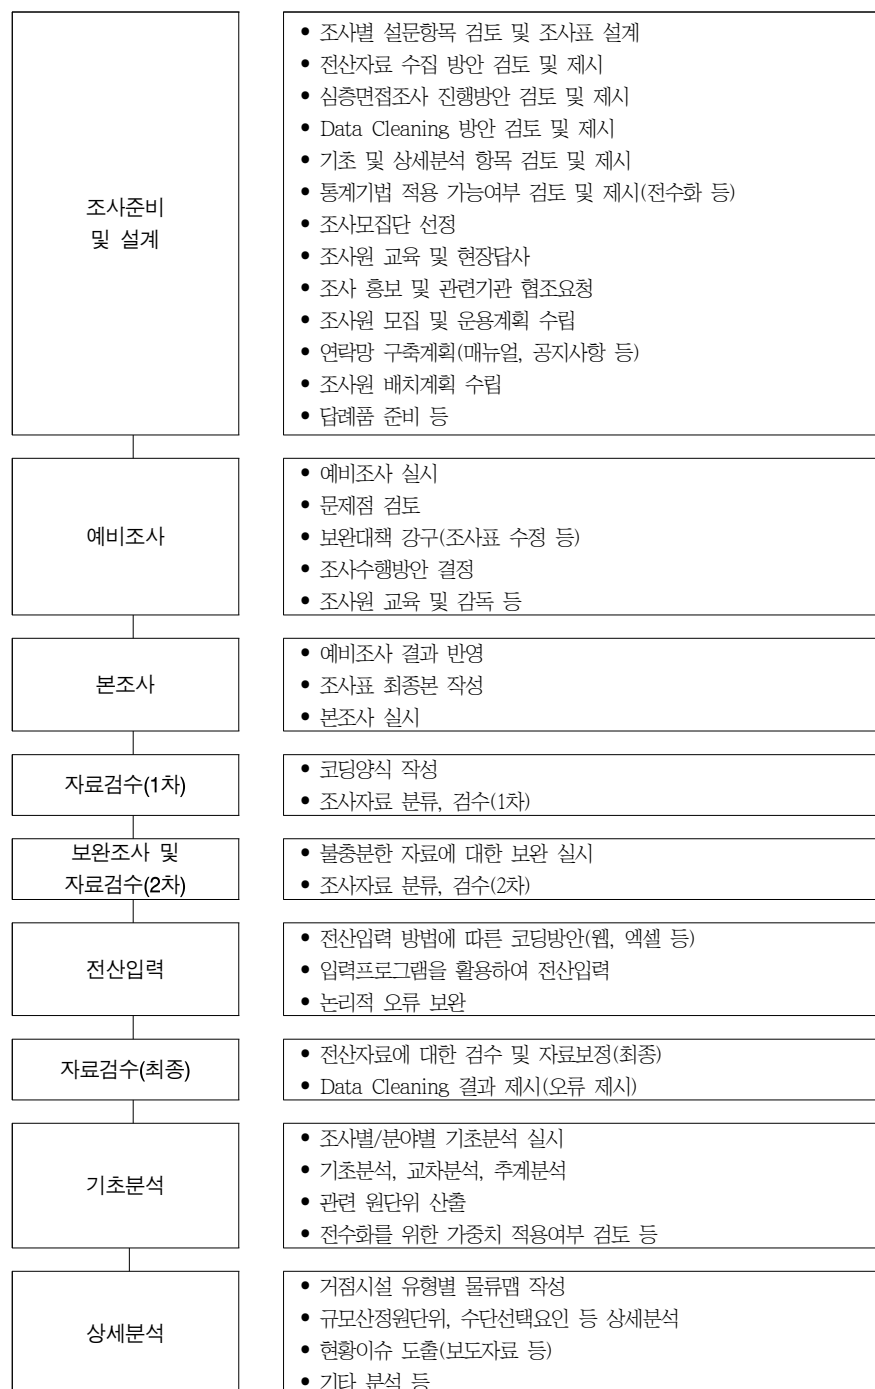 조사준비
및 설계
• 조사별 설문항목 검토 및 조사표 설계
• 전산자료 수집 방안 검토 및 제시
• 심층면접조사 진행방안 검토 및 제시
• Data Cleaning 방안 검토 및 제시
• 기초 및 상세분석 항목 검토 및 제시
• 통계기법 적용 가능여부 검토 및 제시(전수화 등)
• 조사모집단 선정
• 조사원 교육 및 현장답사
• 조사 홍보 및 관련기관 협조요청
• 조사원 모집 및 운용계획 수립
• 연락망 구축계획(매뉴얼, 공지사항 등)
• 조사원 배치계획 수립
• 답례품 준비 등
예비조사
• 예비조사 실시
• 문제점 검토
• 보완대책 강구(조사표 수정 등)
• 조사수행방안 결정
• 조사원 교육 및 감독 등
본조사
• 예비조사 결과 반영
• 조사표 최종본 작성
• 본조사 실시
자료검수(1차)
• 코딩양식 작성
• 조사자료 분류, 검수(1차)
보완조사 및
자료검수(2차)
• 불충분한 자료에 대한 보완 실시
• 조사자료 분류, 검수(2차)
전산입력
• 전산입력 방법에 따른 코딩방안(웹, 엑셀 등)
• 입력프로그램을 활용하여 전산입력
• 논리적 오류 보완
자료검수(최종)
• 전산자료에 대한 검수 및 자료보정(최종)
• Data Cleaning 결과 제시(오류 제시)
기초분석
• 조사별/분야별 기초분석 실시
• 기초분석, 교차분석, 추계분석
• 관련 원단위 산출
• 전수화를 위한 가중치 적용여부 검토 등
상세분석
• 거점시설 유형별 물류맵 작성
• 규모산정원단위, 수단선택요인 등 상세분석
• 현황이슈 도출(보도자료 등)
• 기타 분석 등